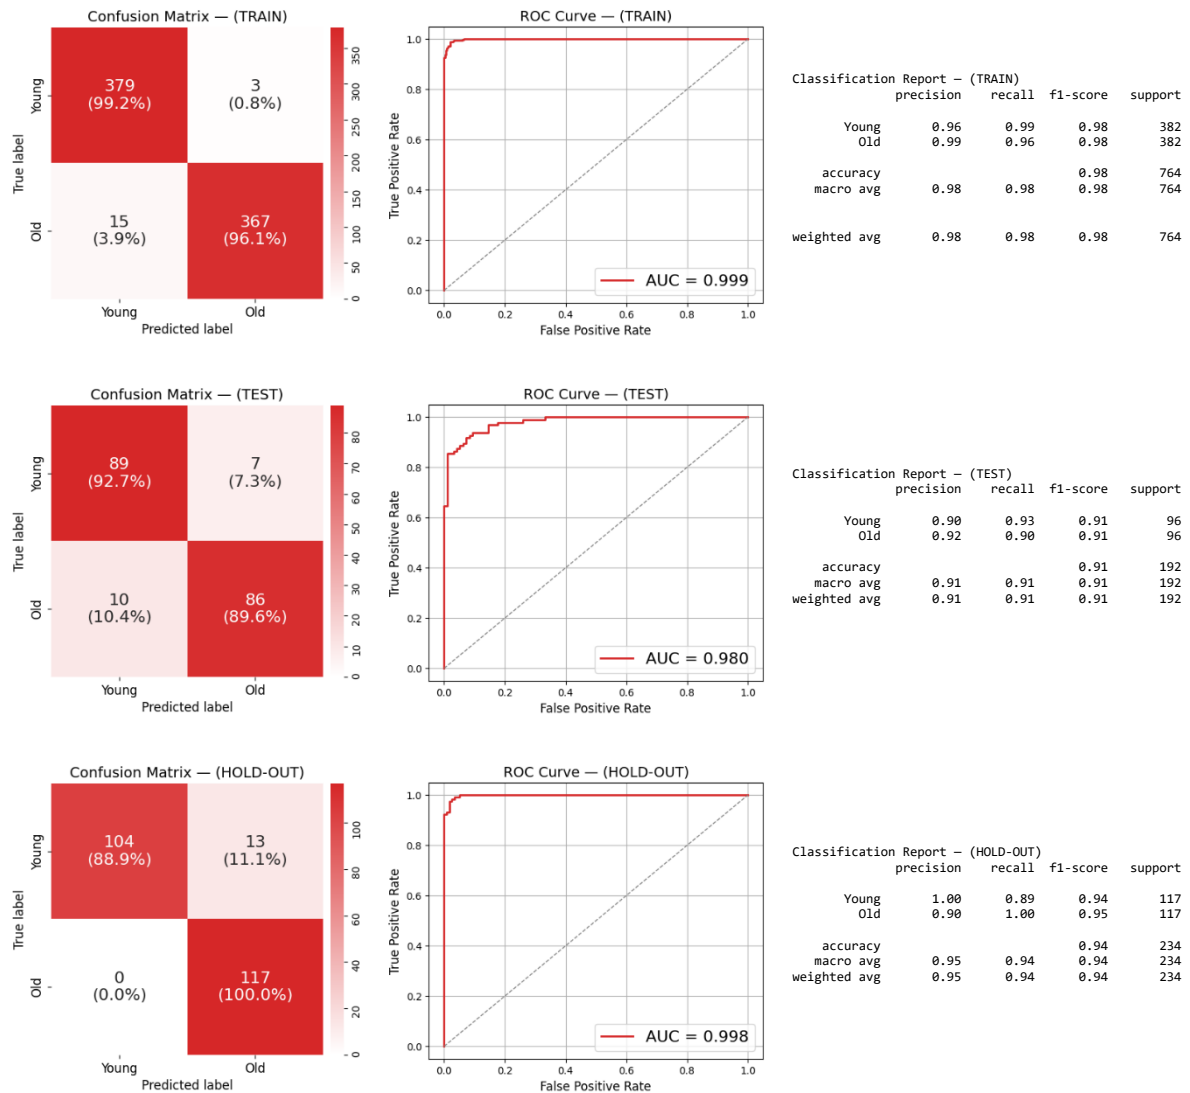 Confusion Matrix — (TRAIN)
True label
Young
Old
379
(99.2%)
3
(0.8%)
15
(3.9%)
367
(96.1%)
350
300
250
200
150
100
50
0
Young
Old
Predicted label
ROC Curve — (TRAIN)
True Positive Rate
1.0
0.8
0.6
0.4
0.2
0.0
AUC = 0.999
0.0 0.2 0.4 0.6 0.8 1.0
False Positive Rate
Classification Report — (TRAIN)
precision recall f1-score support
Young 0.96 0.99 0.98 382
Old 0.99 0.96 0.98 382
accuracy 0.98 764
macro avg 0.98 0.98 0.98 764
weighted avg 0.98 0.98 0.98 764
Confusion Matrix — (TEST)
True label
Young
Old
89
(92.7%)
7
(7.3%)
10
(10.4%)
86
(89.6%)
80
70
60
50
40
30
20
10
0
Young
Old
Predicted label
ROC Curve — (TEST)
True Positive Rate
1.0
0.8
0.6
0.4
0.2
0.0
AUC = 0.980
0.0 0.2 0.4 0.6 0.8 1.0
False Positive Rate
Classification Report — (TEST)
precision recall f1-score support
Young 0.90 0.93 0.91 96
Old 0.92 0.90 0.91 96
accuracy 0.91 192
macro avg 0.91 0.91 0.91 192
weighted avg 0.91 0.91 0.91 192
Confusion Matrix — (HOLD-OUT)
True label
Young
Old
104
(88.9%)
13
(11.1%)
0
(0.0%)
117
(100.0%)
100
80
60
40
20
0
Young
Old
Predicted label
ROC Curve — (HOLD-OUT)
True Positive Rate
1.0
0.8
0.6
0.4
0.2
0.0
AUC = 0.998
0.0 0.2 0.4 0.6 0.8 1.0
False Positive Rate
Classification Report — (HOLD-OUT)
precision recall f1-score support
Young 1.00 0.89 0.94 117
Old 0.90 1.00 0.95 117
accuracy 0.94 234
macro avg 0.95 0.94 0.94 234
weighted avg 0.95 0.94 0.94 234